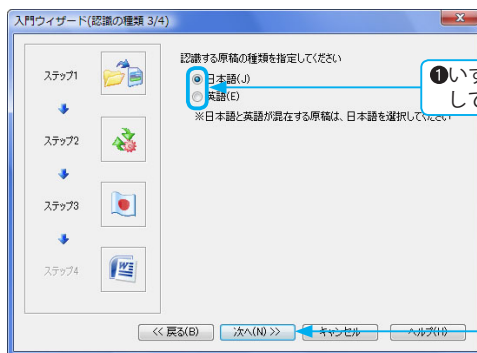 入門ウィザード(認識の種類 3/4)
認識する原稿の種類を指定してください
日本語(J)
英語(E)
※日本語と英語が混在する原稿は、日本語を選択してください
❶いず
して
ステップ1
ステップ2
ステップ3
ステップ4
<< 戻る(B)
次へ(N) >>
キャンセル
ヘルプ(H)